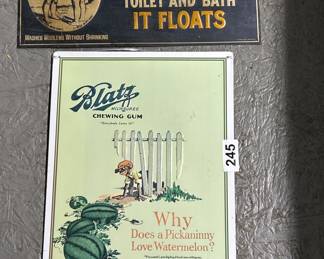 TOILET AND BATH
IT FLOATS
WASHES WOOLENS WITHOUT SHRINKING
Blatz
MILWAUKEE
CHEWING GUM
245
Why
Does a Pickaninny
Love Watermelon?